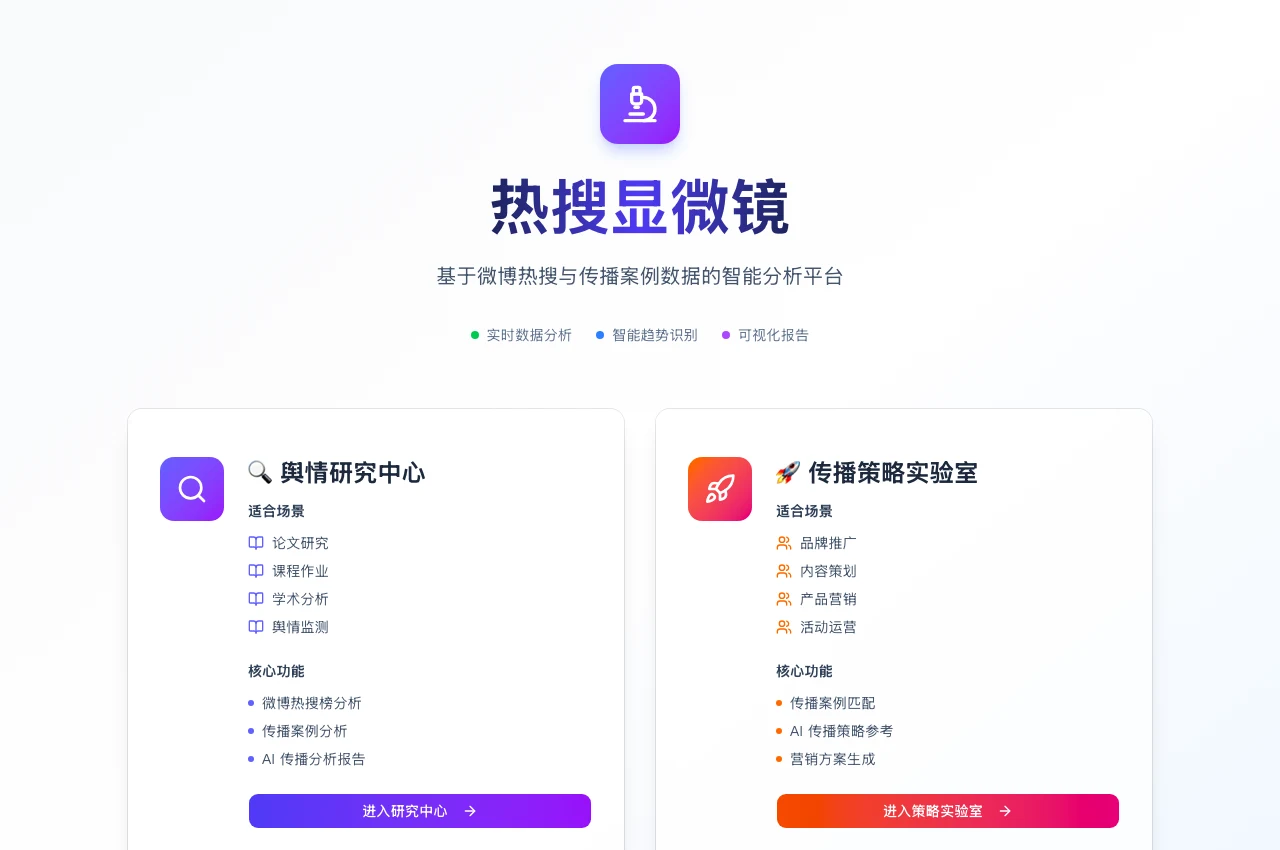 热搜显微镜
基于微博热搜与传播案例数据的智能分析平台
实时数据分析 智能趋势识别 可视化报告
🔍 舆情研究中心
适合场景
论文研究
课程作业
学术分析
舆情监测
核心功能
微博热搜榜分析
传播案例分析
AI 传播分析报告
进入研究中心 →
🚀 传播策略实验室
适合场景
品牌推广
内容策划
产品营销
活动运营
核心功能
传播案例匹配
AI 传播策略参考
营销方案生成
进入策略实验室 →